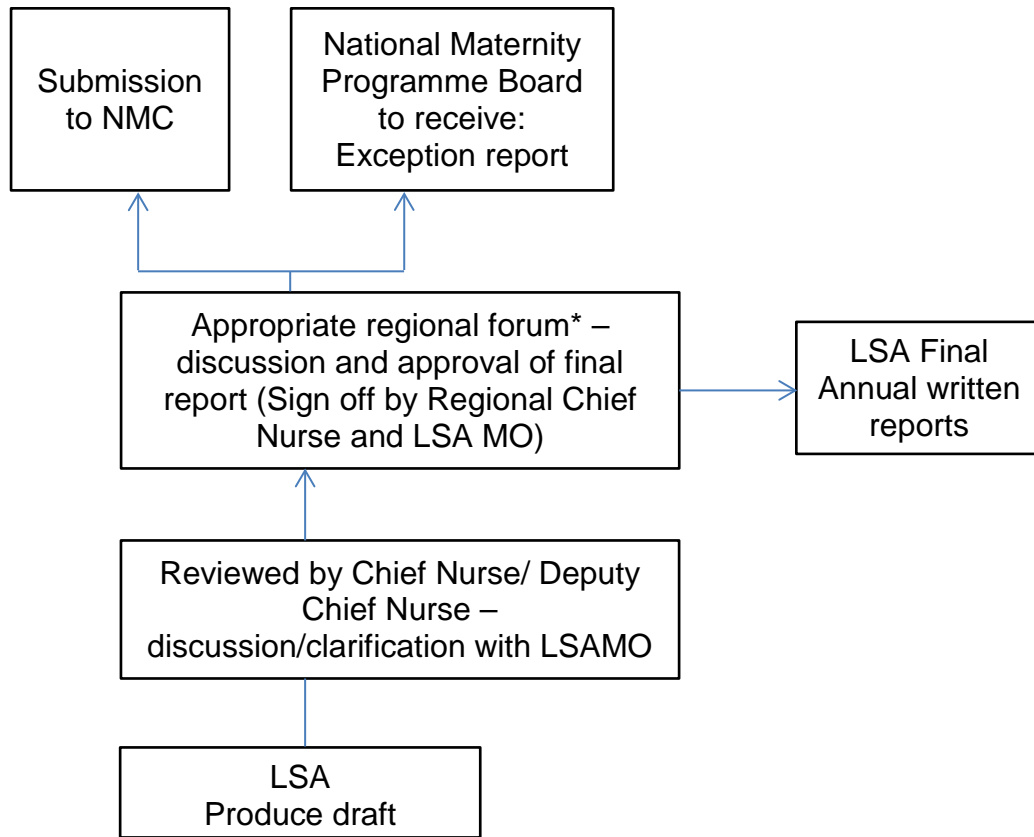 Submission
to NMC
National Maternity
Programme Board
to receive:
Exception report
Appropriate regional forum* –
discussion and approval of final
report (Sign off by Regional Chief
Nurse and LSA MO)
LSA Final
Annual written
reports
Reviewed by Chief Nurse/ Deputy
Chief Nurse –
discussion/clarification with LSAMO
LSA
Produce draft